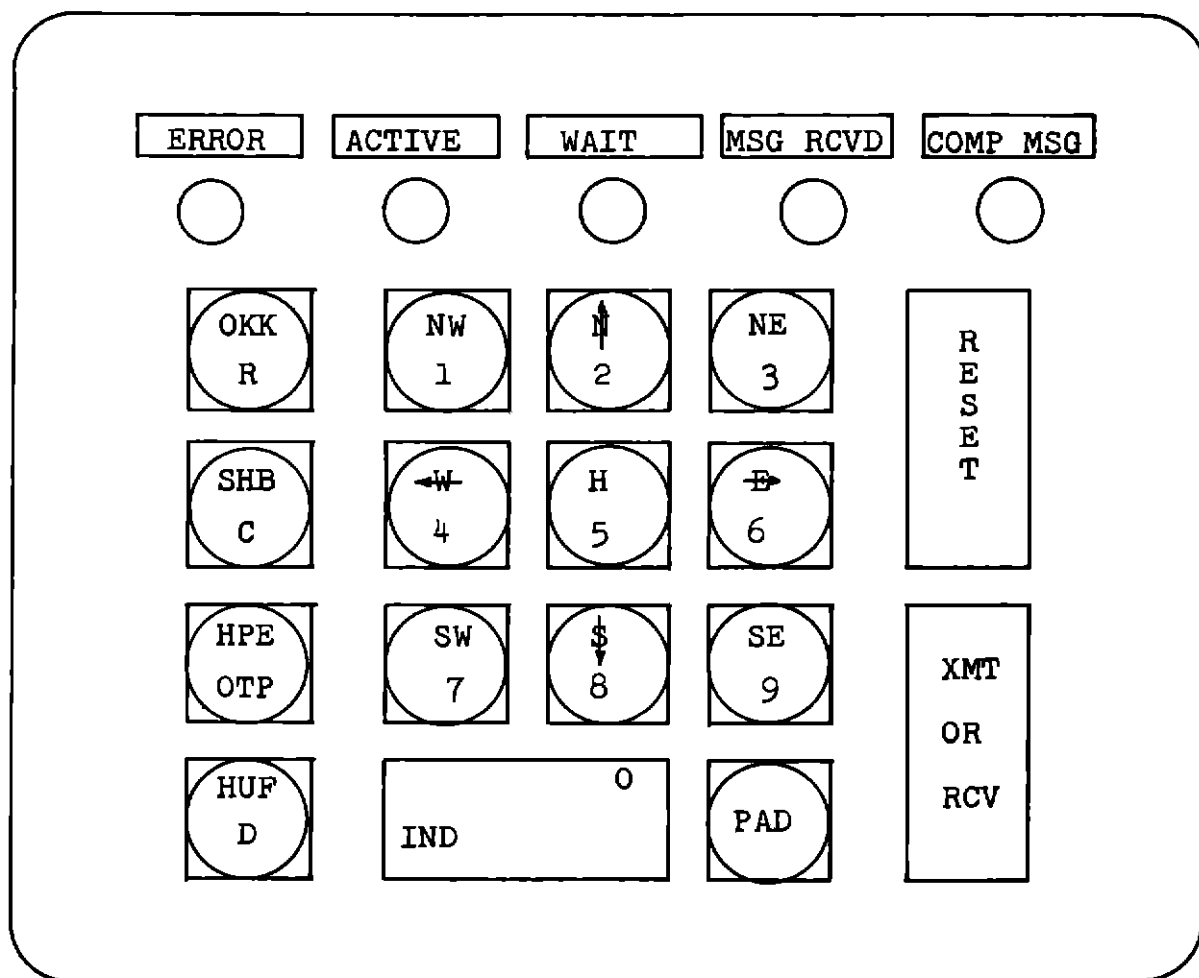 ERROR ACTIVE WAIT MSG RCVD COMP MSG
OKK NW N NE
R 1 2 3
RESET
SHB W H E
C 4 5 6
HPE SW S SE
OTP 7 8 9
XMT
OR
RCV
HUF 0
D IND PAD